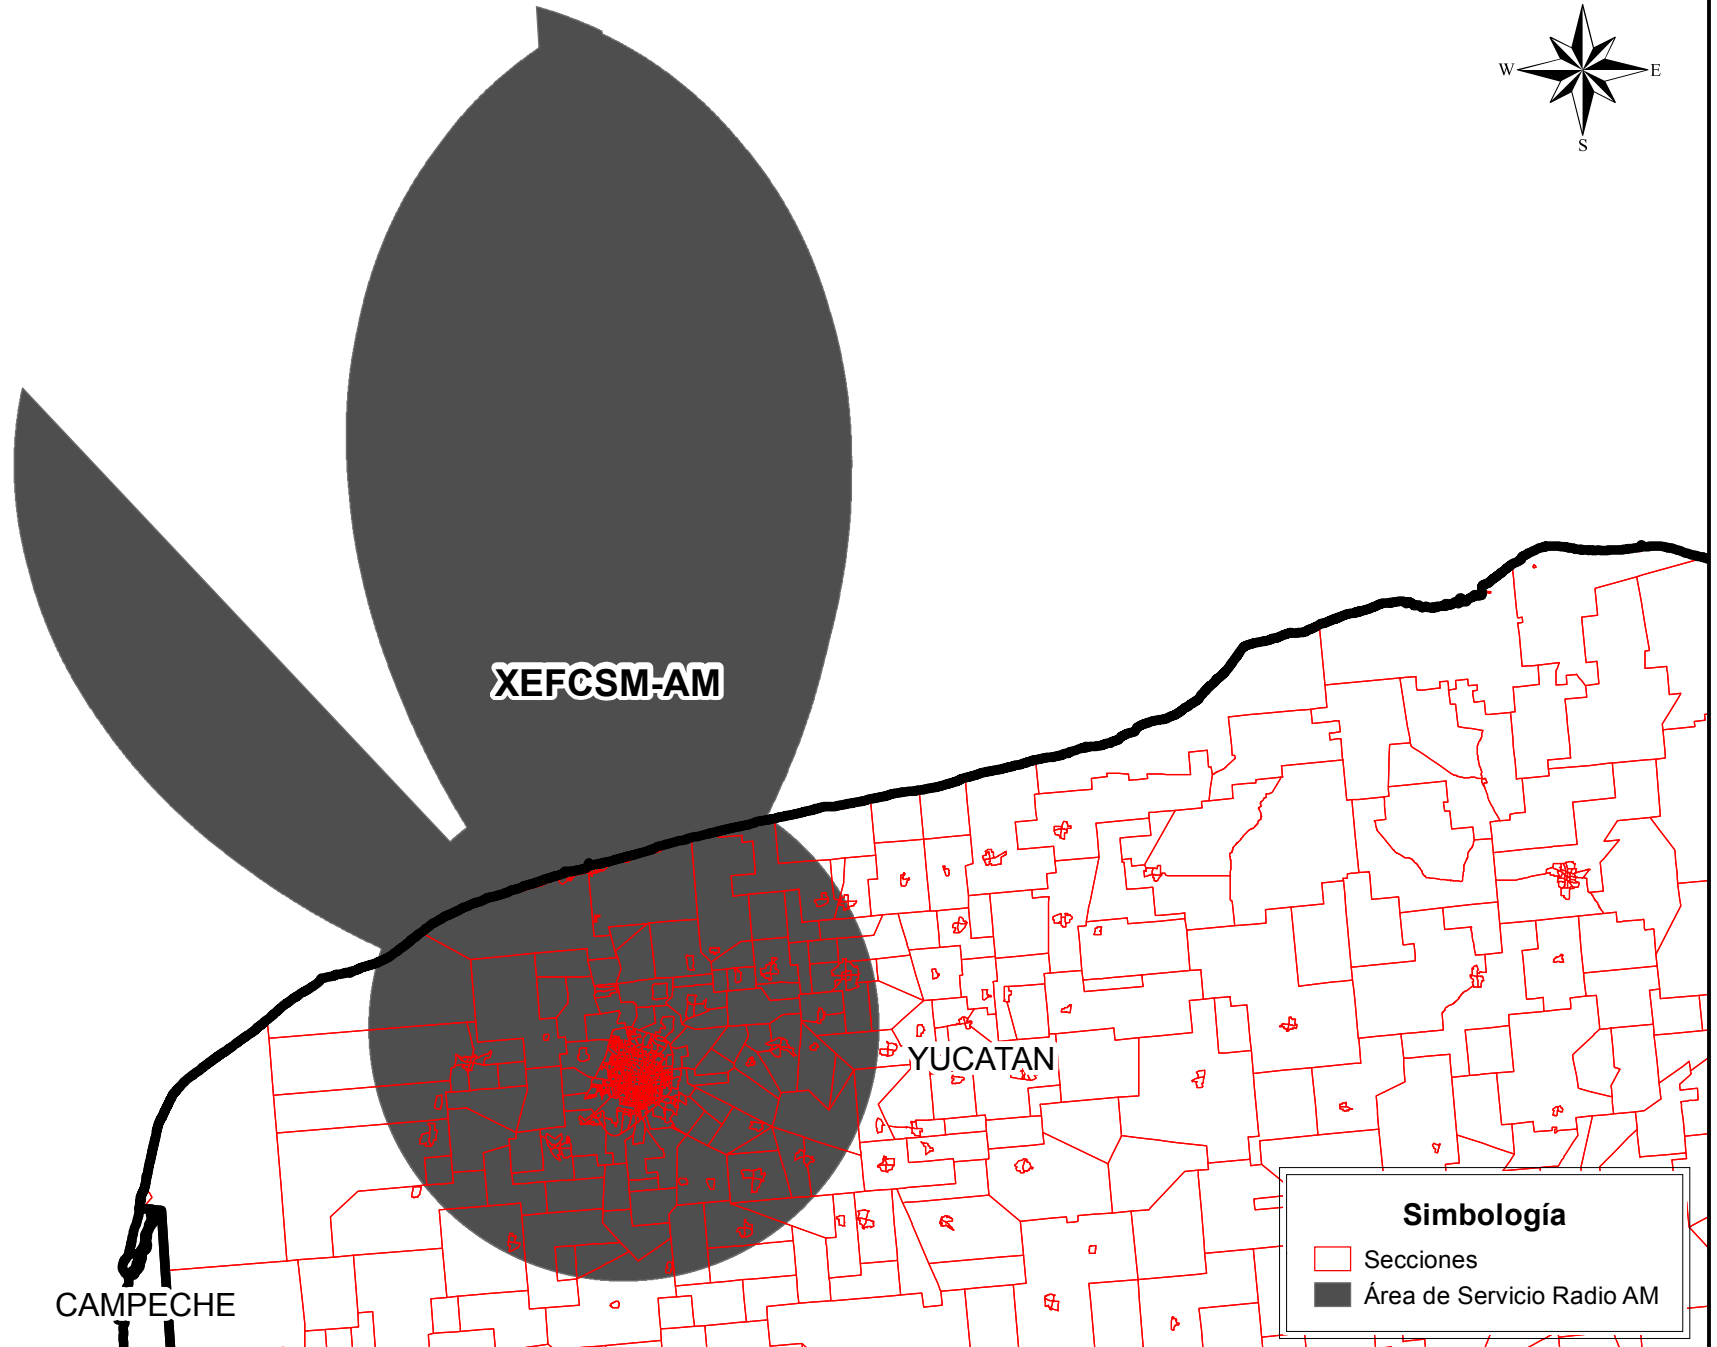 W E
S
XEFCSM-AM
YUCATAN
CAMPECHE
Simbología
Secciones
Área de Servicio Radio AM